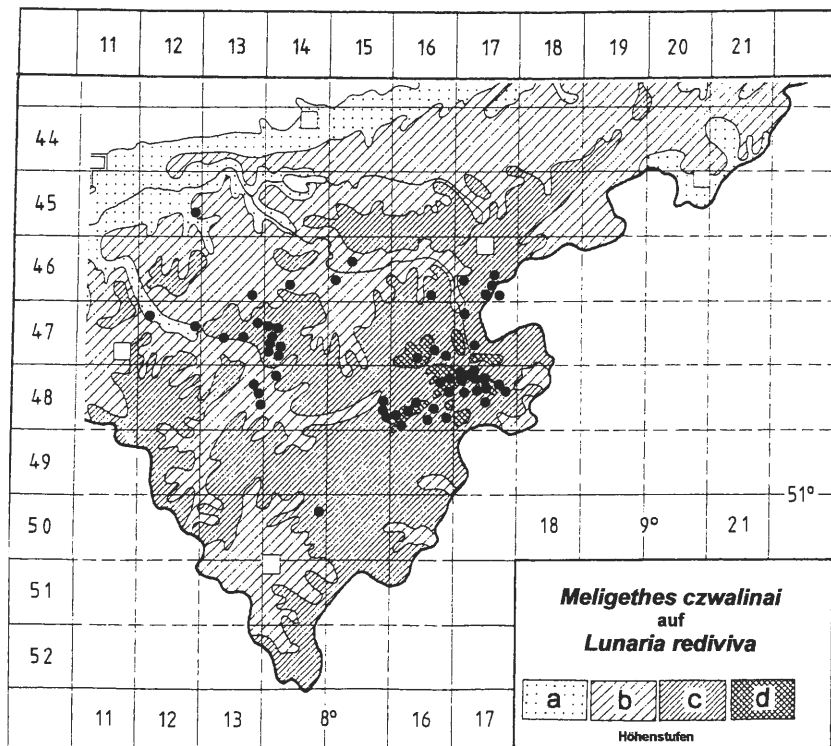 11 12 13 14 15 16 17 18 19 20 21
44
45
46
47
48
49
50
51
52
51°
18 9° 21
Meligethes czwalinai
auf
Lunaria rediviva
a b c d
Höhenstufen
11 12 13 8° 16 17